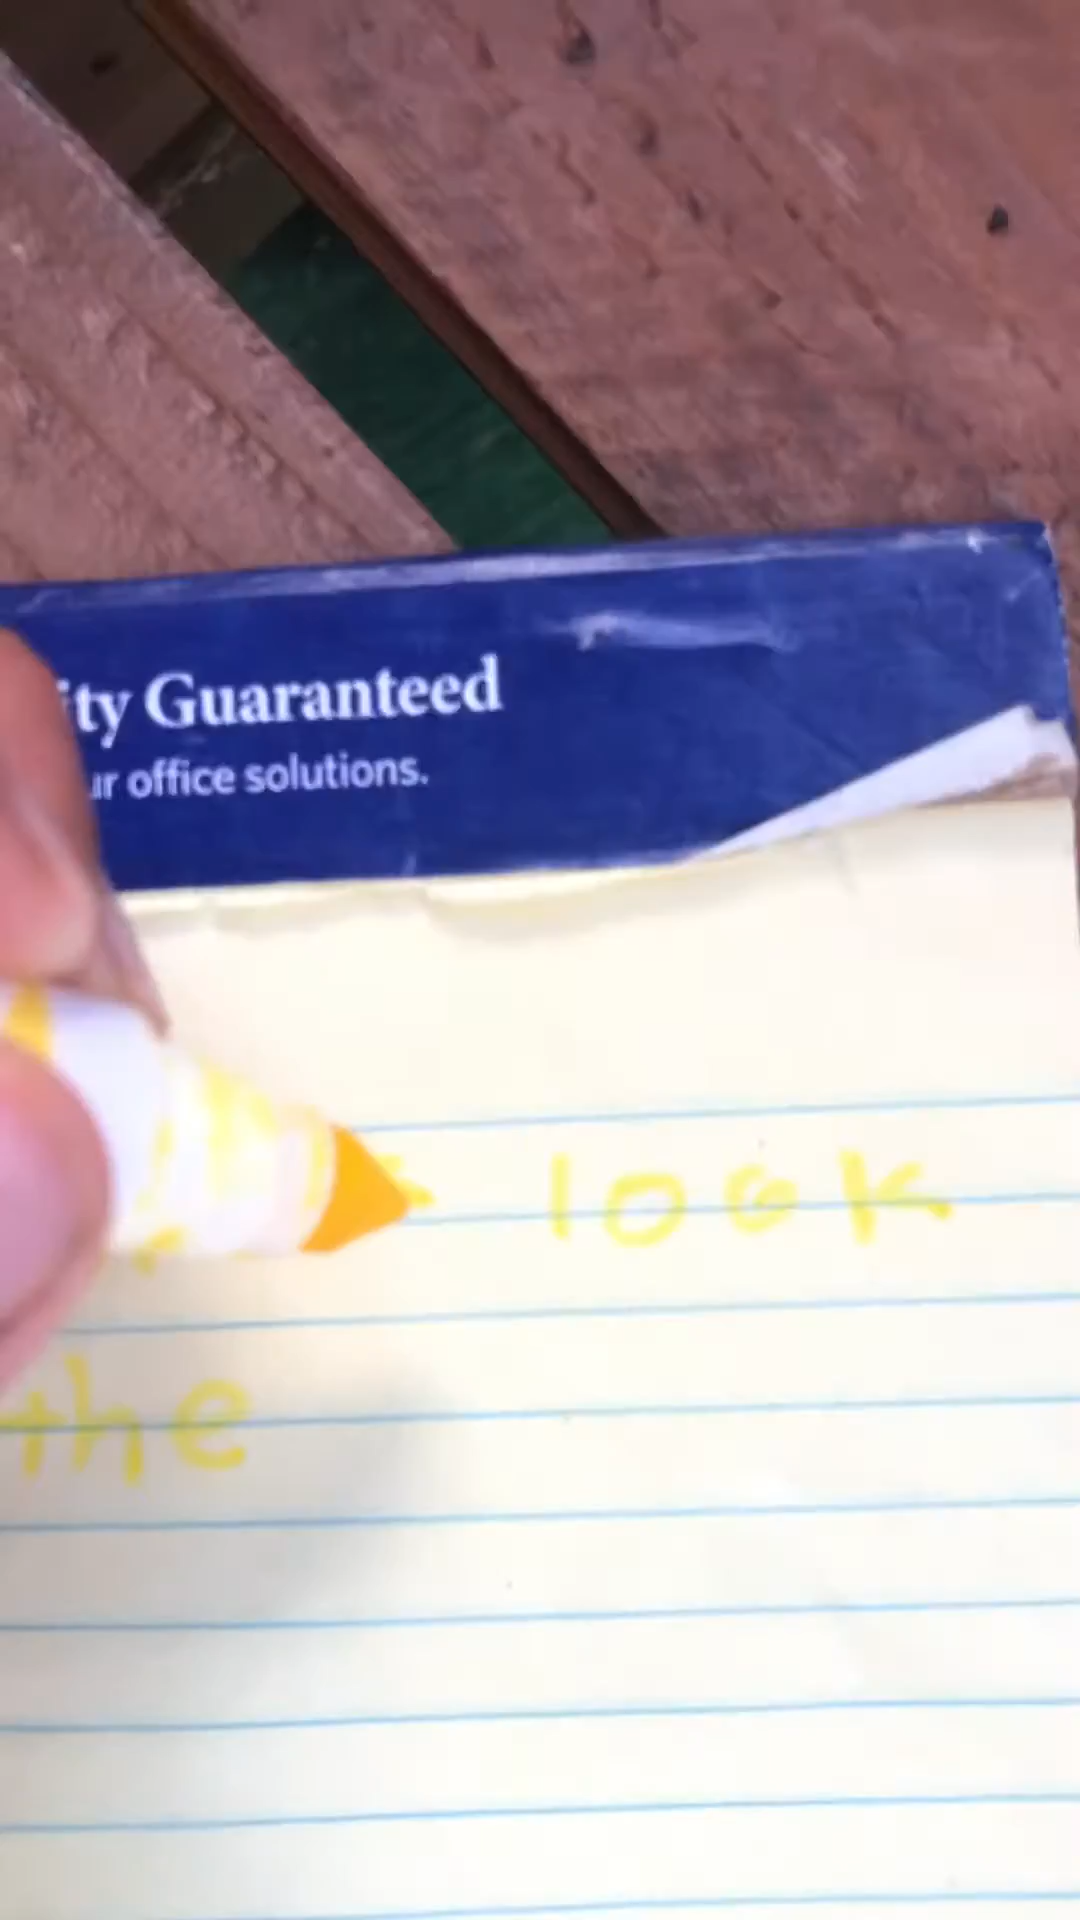 ity Guaranteed
ur office solutions.
look
the